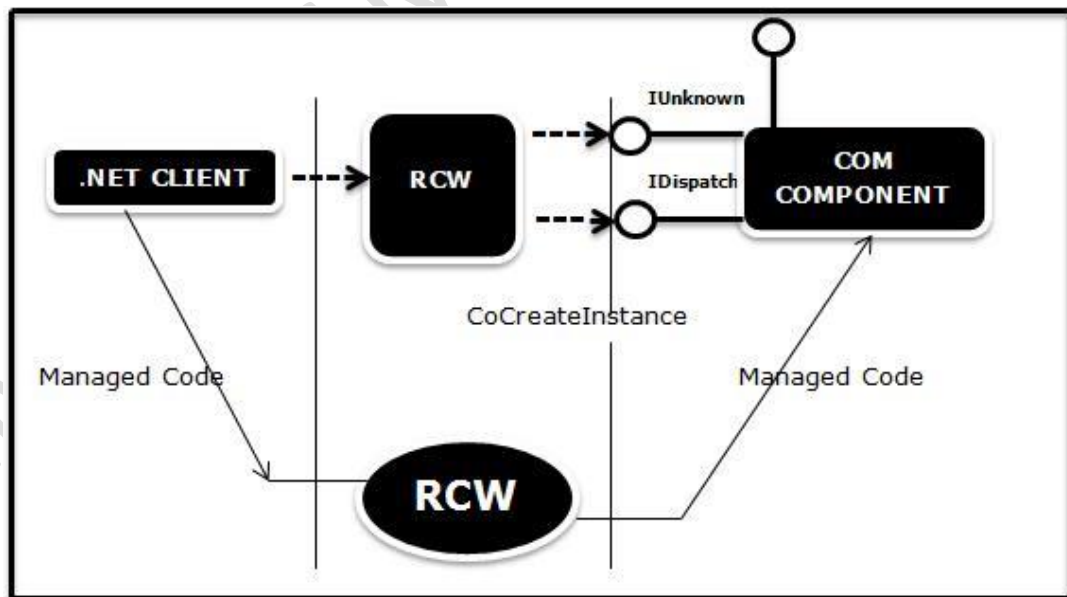 IUnknown
.NET CLIENT
RCW
IDispatch
COM
COMPONENT
CoCreateInstance
Managed Code
Managed Code
RCW